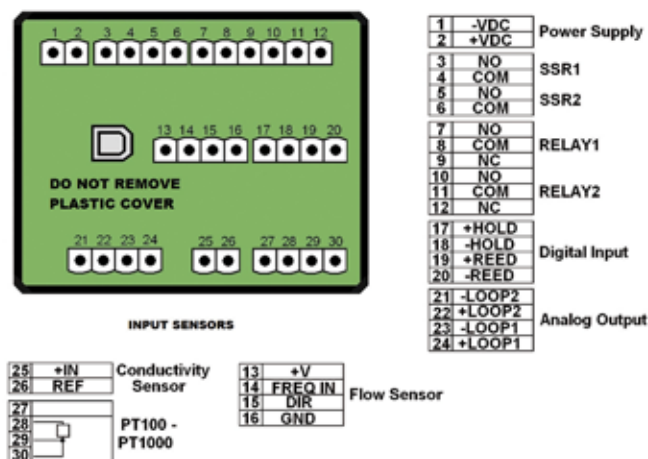 1 2 3 4 5 6 7 8 9 10 11 12
13 14 15 16 17 18 19 20
DO NOT REMOVE
PLASTIC COVER
21 22 23 24 25 26 27 28 29 30
INPUT SENSORS
1 -VDC
2 +VDC
Power Supply
3 NO
4 COM
SSR1
5 NO
6 COM
SSR2
7 NO
8 COM
9 NC
RELAY1
10 NO
11 COM
12 NC
RELAY2
17 +HOLD
18 -HOLD
19 +REED
20 -REED
Digital Input
21 -LOOP2
22 +LOOP2
23 -LOOP1
24 +LOOP1
Analog Output
25 +IN
26 REF
Conductivity
Sensor
27
28
29
30
PT100 -
PT1000
13 +V
14 FREQ IN
15 DIR
16 GND
Flow Sensor